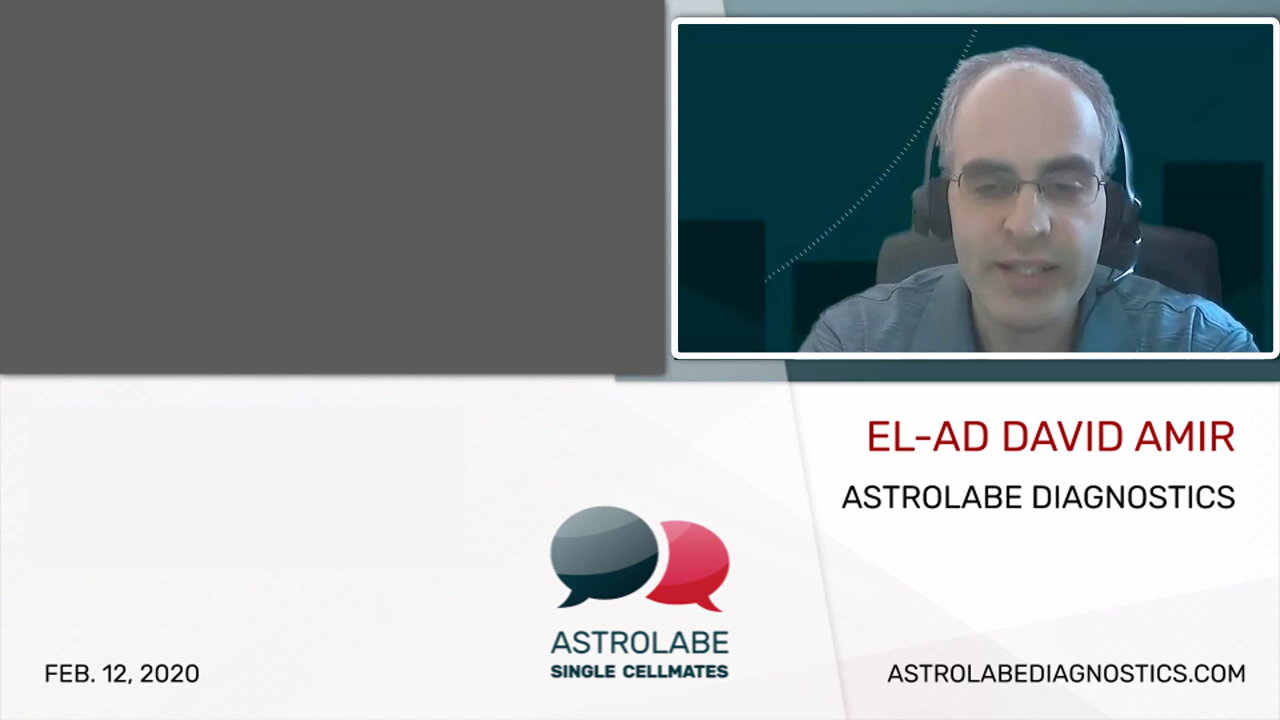 EL-AD DAVID AMIR
ASTROLABE DIAGNOSTICS
ASTROLABE
SINGLE CELLMATES
FEB. 12, 2020
ASTROLABEDIAGNOSTICS.COM